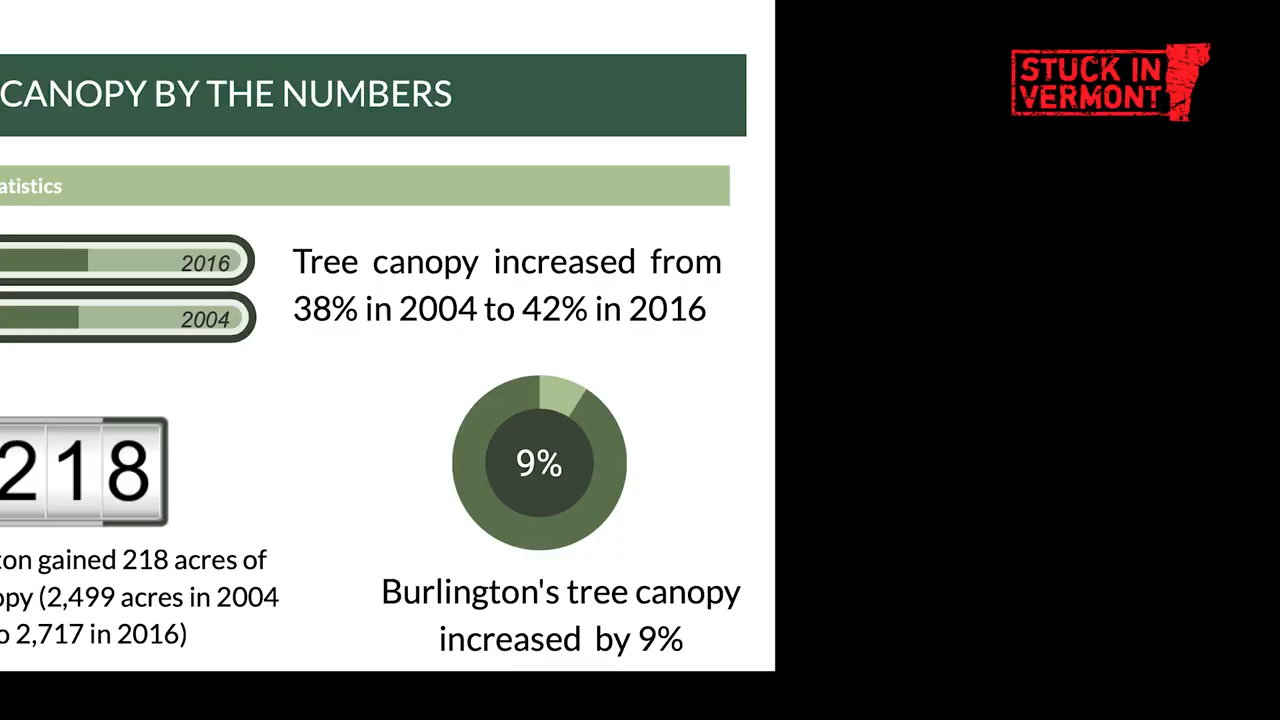 CANOPY BY THE NUMBERS
STUCK IN
VERMONT
atistics
2016
2004
Tree canopy increased from
38% in 2004 to 42% in 2016
218
9%
ton gained 218 acres of
opy (2,499 acres in 2004
o 2,717 in 2016)
Burlington's tree canopy
increased by 9%